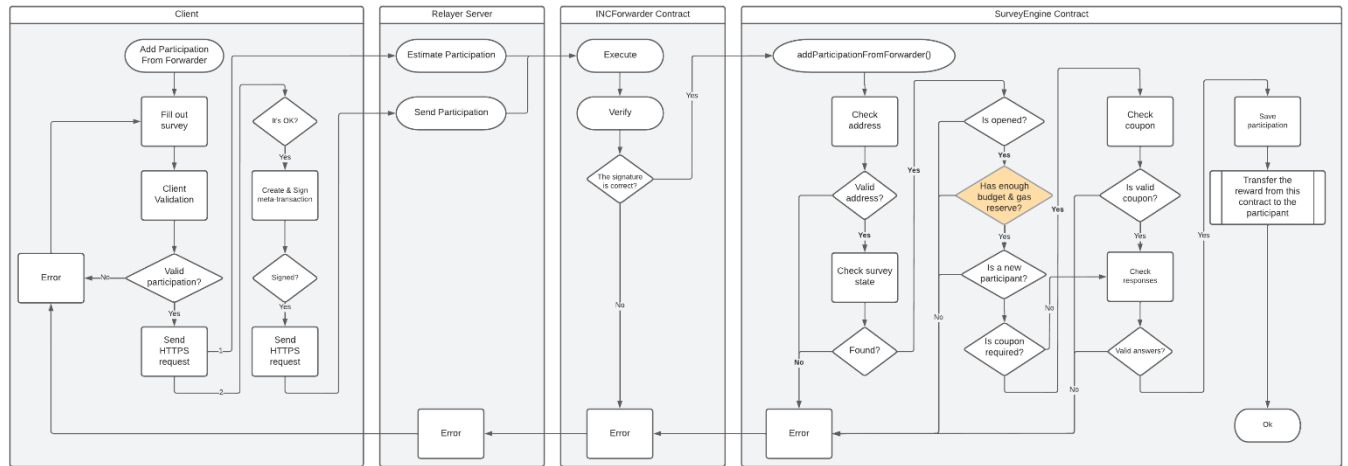 Client
Add Participation
From Forwarder
Fill out
survey
Client
Validation
Valid
participation?
No
Error
Yes
Send
HTTPS
request
1
2
It's OK?
Yes
Create & Sign
meta-transaction
Signed?
Yes
Send
HTTPS
request
Relayer Server
Estimate Participation
Send Participation
Error
INCForwarder Contract
Execute
Verify
The signature
is correct?
Yes
No
Error
SurveyEngine Contract
addParticipationFromForwarder()
Check
address
Valid
address?
Yes
Check survey
state
Found?
No
Yes
Error
Is opened?
Yes
Has enough
budget & gas
reserve?
Yes
Is a new
participant?
No
Yes
Is coupon
required?
No
Yes
Check
coupon
Is valid
coupon?
Yes
Check
responses
Valid answers?
No
Yes
Save
participation
Transfer the
reward from this
contract to the
participant
Ok